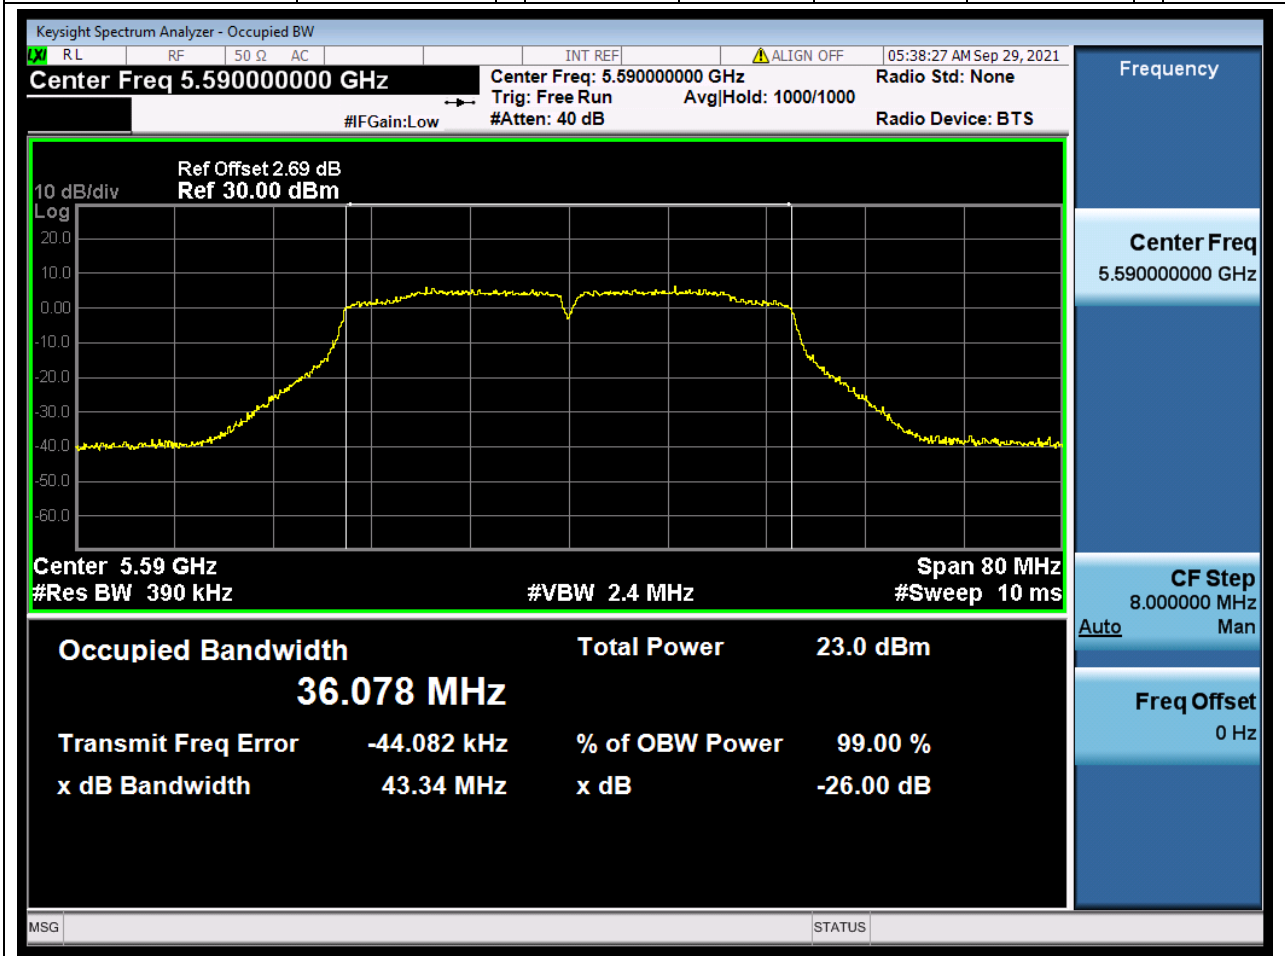 Keysight Spectrum Analyzer - Occupied BW
LXI RL RF 50 Ω AC INT REF ALIGN OFF 05:38:27 AM Sep 29, 2021
Center Freq 5.590000000 GHz
Center Freq: 5.590000000 GHz
Radio Std: None
Trig: Free Run Avg|Hold: 1000/1000
#IFGain:Low
#Atten: 40 dB
Radio Device: BTS
Ref Offset 2.69 dB
10 dB/div Ref 30.00 dBm
Log
20.0
10.0
0.00
-10.0
-20.0
-30.0
-40.0
-50.0
-60.0
Center 5.59 GHz Span 80 MHz
#Res BW 390 kHz #VBW 2.4 MHz #Sweep 10 ms
Occupied Bandwidth Total Power 23.0 dBm
36.078 MHz
Transmit Freq Error -44.082 kHz % of OBW Power 99.00 %
x dB Bandwidth 43.34 MHz x dB -26.00 dB
MSG STATUS
Frequency
Center Freq
5.590000000 GHz
CF Step
8.000000 MHz
Auto Man
Freq Offset
0 Hz